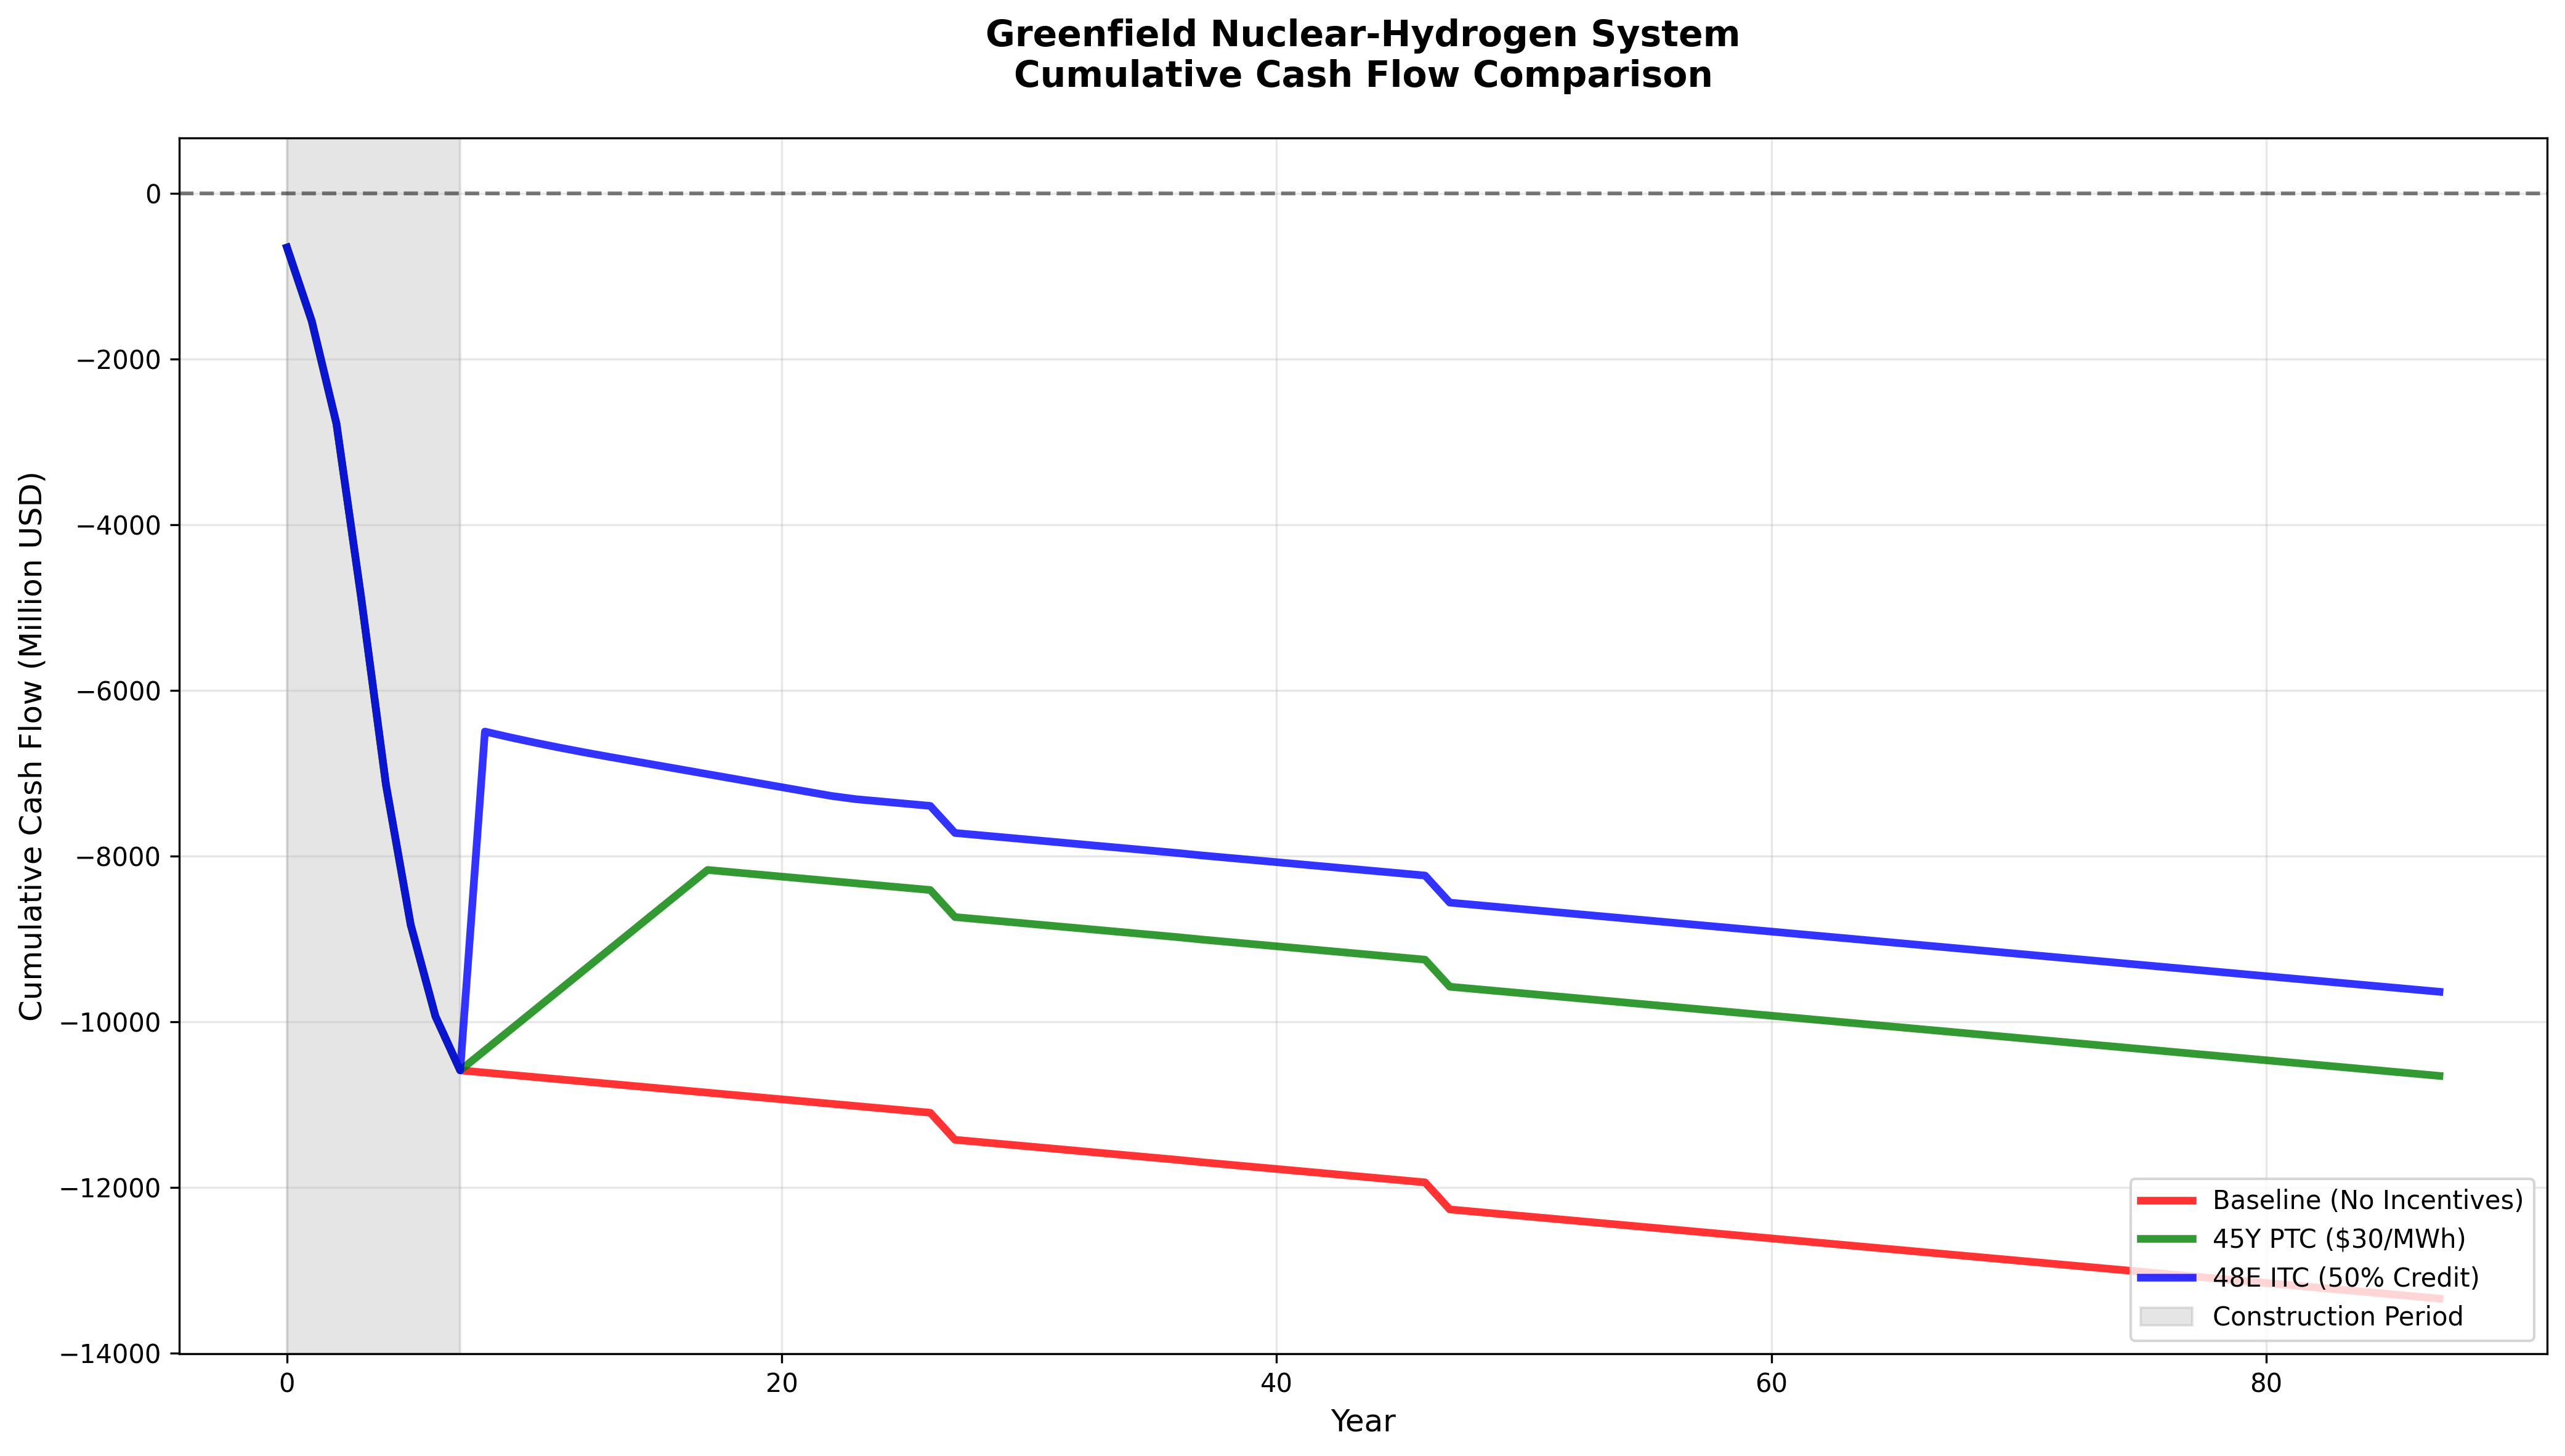 Greenfield Nuclear-Hydrogen System
Cumulative Cash Flow Comparison
Cumulative Cash Flow (Million USD)
0
−2000
−4000
−6000
−8000
−10000
−12000
−14000
0
20
40
60
80
Year
Baseline (No Incentives)
45Y PTC ($30/MWh)
48E ITC (50% Credit)
Construction Period